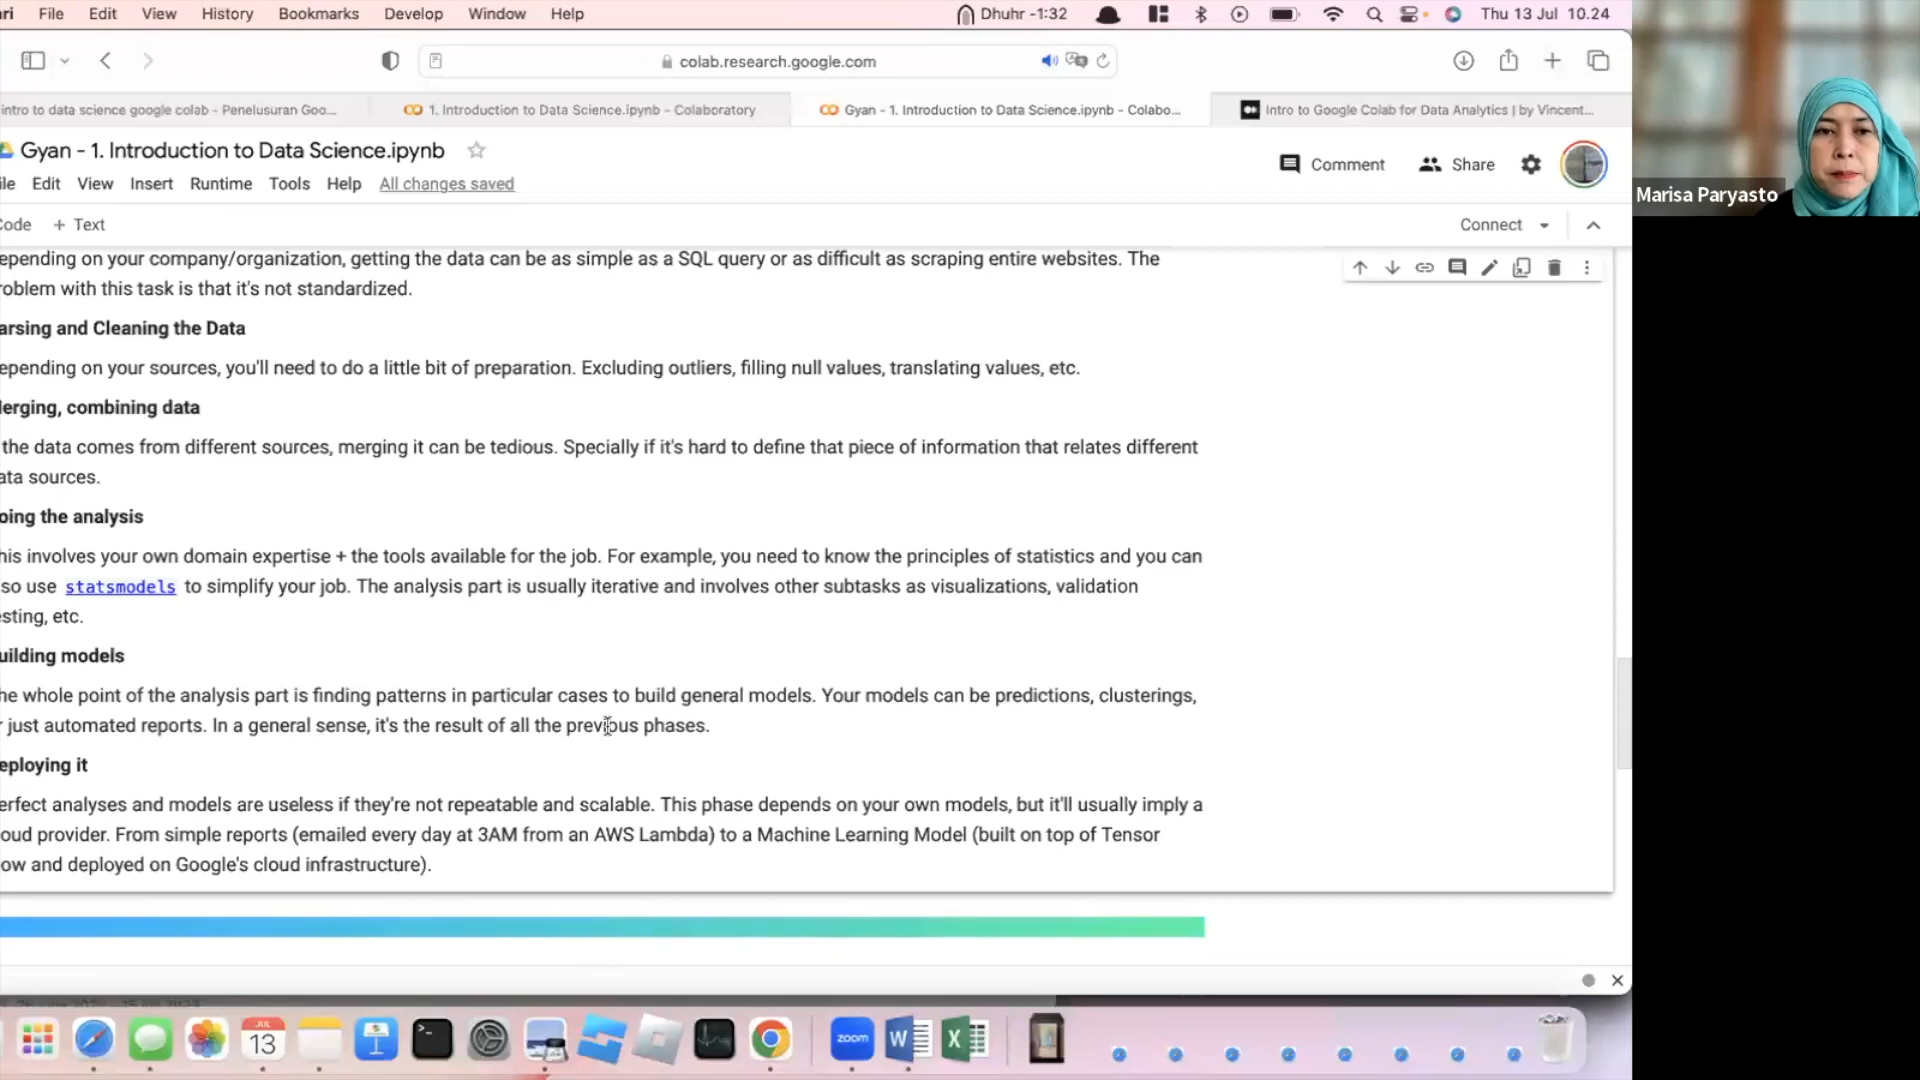 ri File Edit View History Bookmarks Develop Window Help Dhuhr -1:32 Thu 13 Jul 10.24
colab.research.google.com
intro to data science google colab - Penelusuran Goo... 1. Introduction to Data Science.ipynb - Colaboratory Gyan - 1. Introduction to Data Science.ipynb - Colabo... Intro to Google Colab for Data Analytics | by Vincent...
Gyan - 1. Introduction to Data Science.ipynb
Comment Share
ile Edit View Insert Runtime Tools Help All changes saved
Marisa Paryasto
ode + Text Connect
epending on your company/organization, getting the data can be as simple as a SQL query or as difficult as scraping entire websites. The
roblem with this task is that it's not standardized.
arsing and Cleaning the Data
epending on your sources, you'll need to do a little bit of preparation. Excluding outliers, filling null values, translating values, etc.
lerging, combining data
the data comes from different sources, merging it can be tedious. Specially if it's hard to define that piece of information that relates different
ata sources.
oing the analysis
his involves your own domain expertise + the tools available for the job. For example, you need to know the principles of statistics and you can
so use statsmodels to simplify your job. The analysis part is usually iterative and involves other subtasks as visualizations, validation
esting, etc.
uilding models
he whole point of the analysis part is finding patterns in particular cases to build general models. Your models can be predictions, clusterings,
r just automated reports. In a general sense, it's the result of all the previous phases.
eploying it
erfect analyses and models are useless if they're not repeatable and scalable. This phase depends on your own models, but it'll usually imply a
oud provider. From simple reports (emailed every day at 3AM from an AWS Lambda) to a Machine Learning Model (built on top of Tensor
ow and deployed on Google's cloud infrastructure).
JUL
13
zoom
W
X